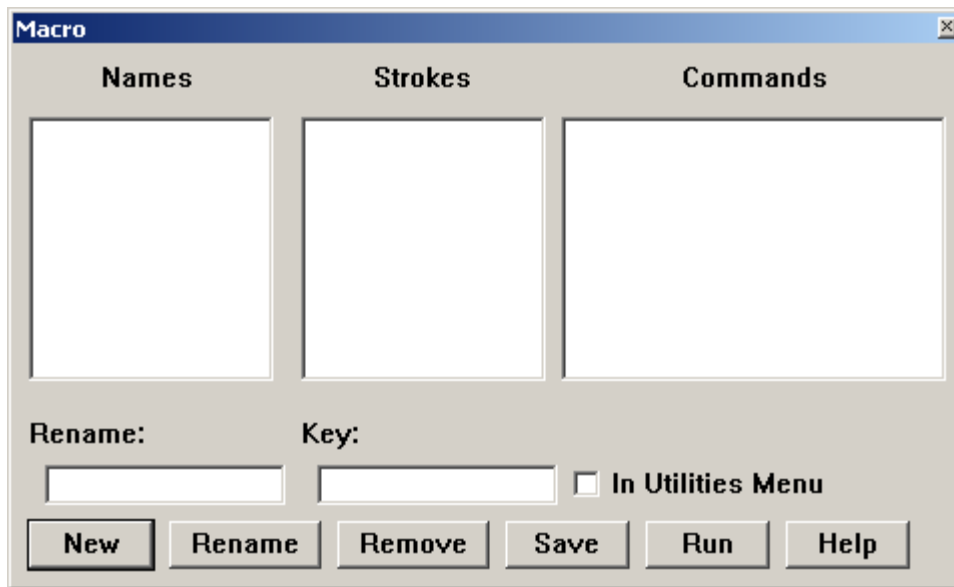 Macro
Names Strokes Commands
Rename: Key:
In Utilities Menu
New Rename Remove Save Run Help